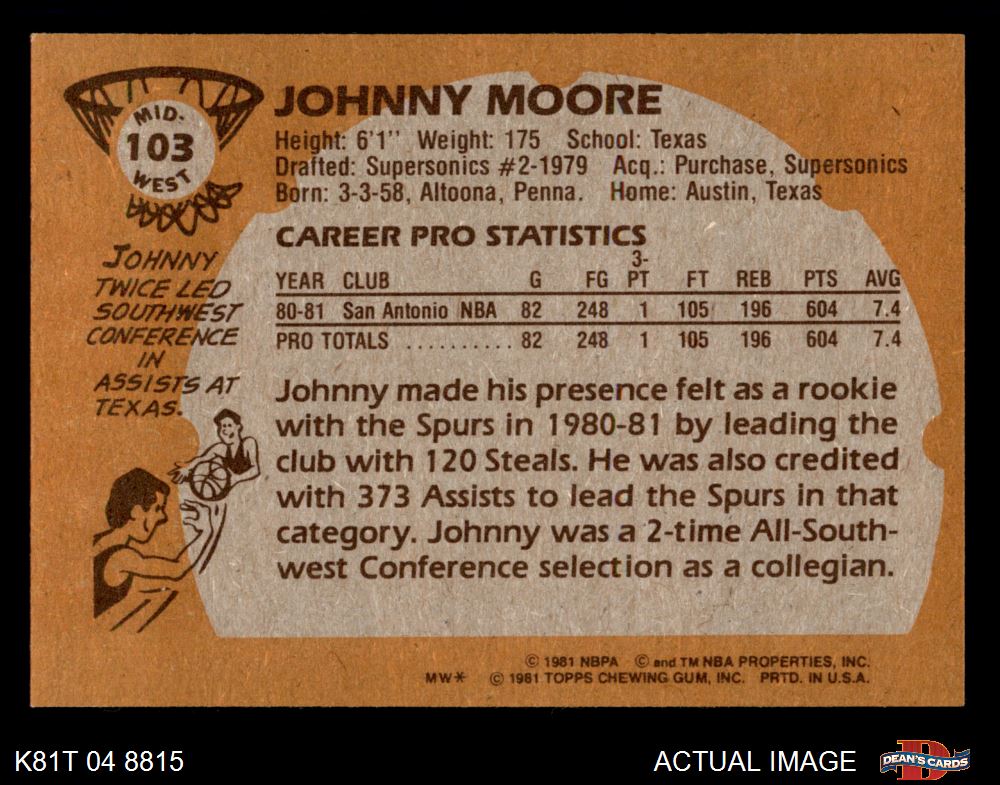 MID-
103
WEST
JOHNNY MOORE
Height: 6'1'' Weight: 175 School: Texas
Drafted: Supersonics #2-1979 Acq.: Purchase, Supersonics
Born: 3-3-58, Altoona, Penna. Home: Austin, Texas
JOHNNY
TWICE LED
SOUTHWEST
CONFERENCE
IN
ASSISTS AT
TEXAS.
CAREER PRO STATISTICS
3-
YEAR CLUB G FG PT FT REB PTS AVG
80-81 San Antonio NBA 82 248 1 105 196 604 7.4
PRO TOTALS .......... 82 248 1 105 196 604 7.4
Johnny made his presence felt as a rookie
with the Spurs in 1980-81 by leading the
club with 120 Steals. He was also credited
with 373 Assists to lead the Spurs in that
category. Johnny was a 2-time All-South-
west Conference selection as a collegian.
© 1981 NBPA © and TM NBA PROPERTIES, INC.
MW* © 1981 TOPPS CHEWING GUM, INC. PRTD. IN U.S.A.
K81T 04 8815 ACTUAL IMAGE DEAN'S CARDS